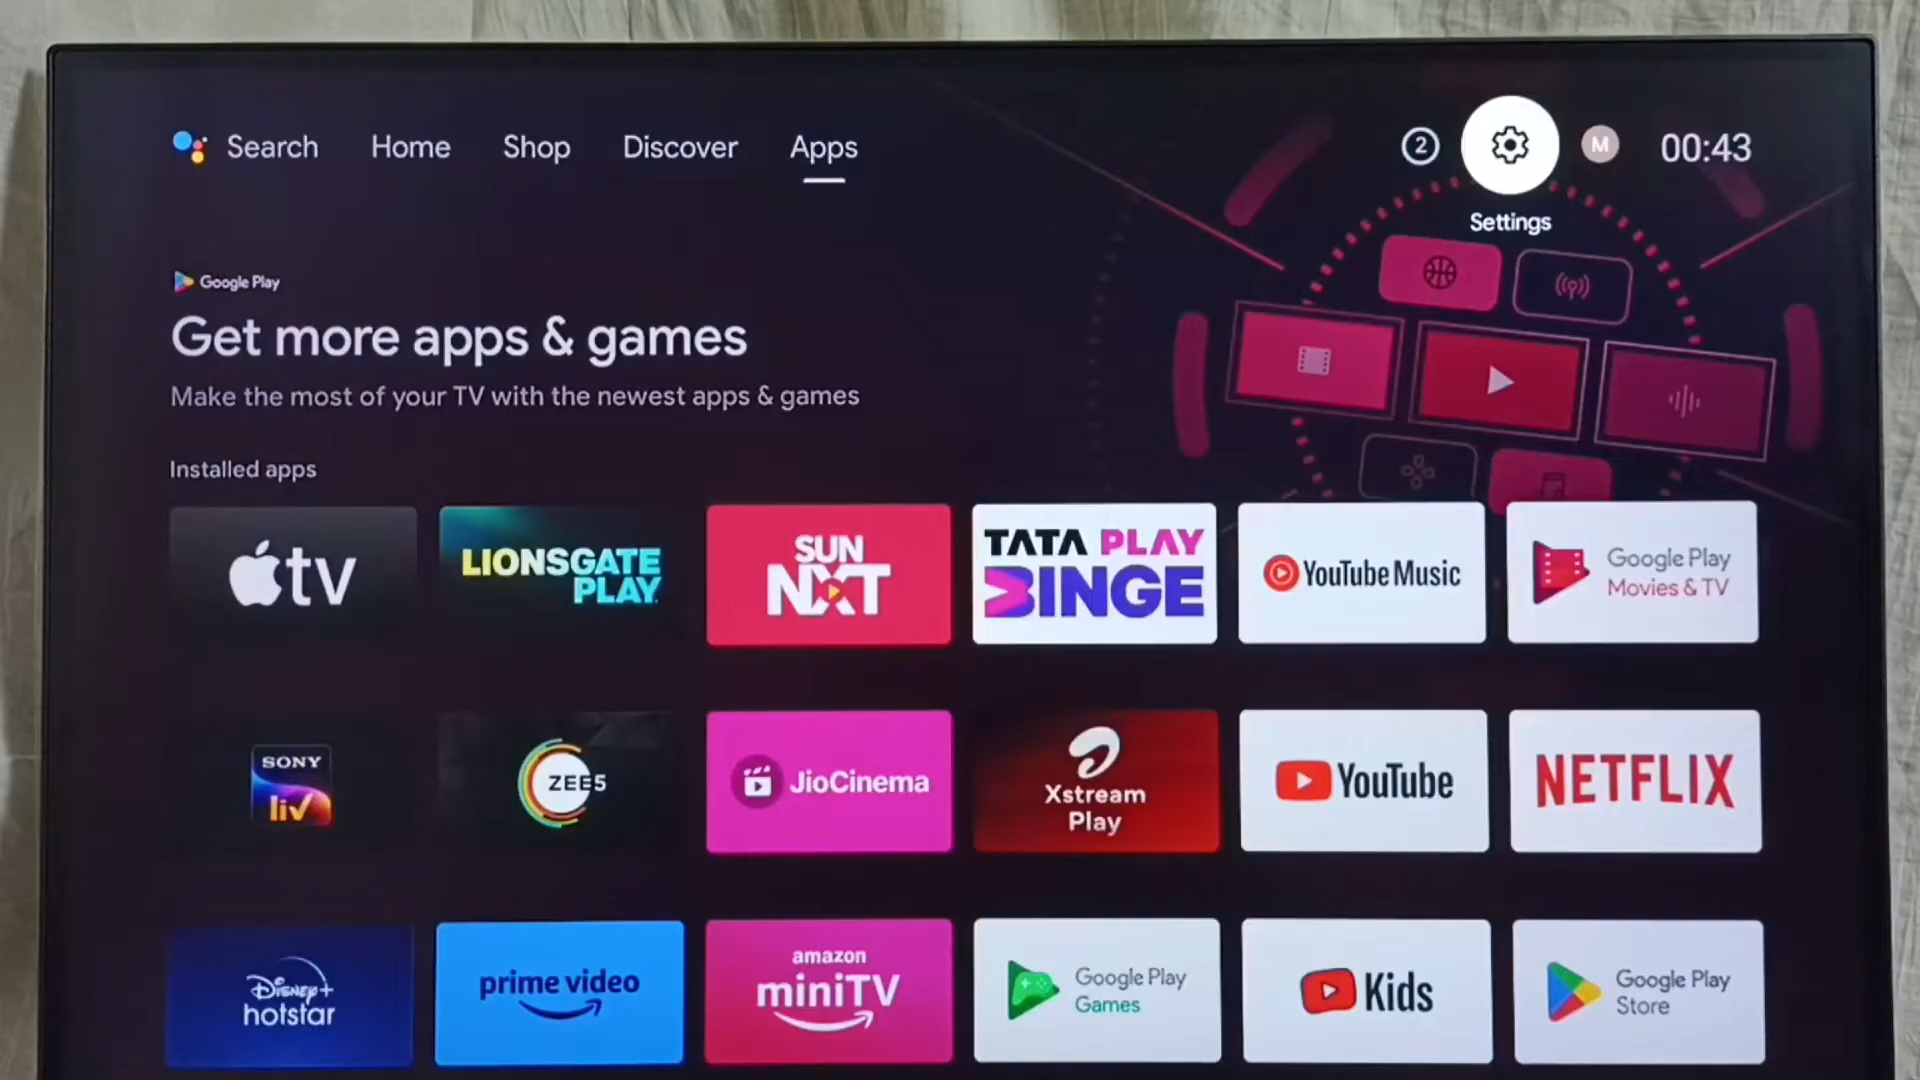 Search Home Shop Discover Apps
2 M 00:43
Settings
Google Play
Get more apps & games
Make the most of your TV with the newest apps & games
Installed apps
tv
LIONSGATE
PLAY
SUN
NXT
TATA PLAY
BINGE
YouTube Music
Google Play
Movies & TV
SONY
liv
ZEE5
JioCinema
Xstream
Play
YouTube
NETFLIX
Disney+
hotstar
prime video
amazon
miniTV
Google Play
Games
Kids
Google Play
Store